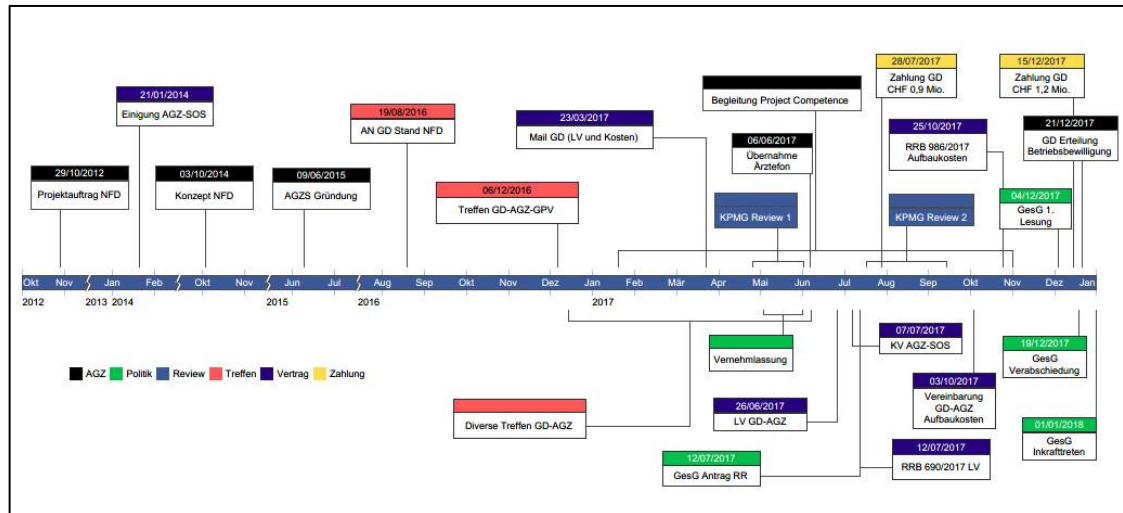 28/07/2017
Zahlung GD
CHF 0,9 Mio.
15/12/2017
Zahlung GD
CHF 1,2 Mio.
21/01/2014
Einigung AGZ-SOS
19/08/2016
AN GD Stand NFD
23/03/2017
Mail GD (LV und Kosten)
Begleitung Project Competence
06/06/2017
Übernahme
Ärztefon
25/10/2017
RRB 986/2017
Aufbaukosten
21/12/2017
GD Erteilung
Betriebsbewilligung
29/10/2012
Projektauftrag NFD
03/10/2014
Konzept NFD
09/06/2015
AGZS Gründung
06/12/2016
Treffen GD-AGZ-GPV
KPMG Review 1
KPMG Review 2
04/12/2017
GesG 1.
Lesung
Okt Nov Jan Feb Okt Nov Jun Jul Aug Sep Okt Nov Dez Jan Feb Mär Apr Mai Jun Jul Aug Sep Okt Nov Dez Jan
2012 2013 2014 2015 2016 2017
Vernehmlassung
07/07/2017
KV AGZ-SOS
19/12/2017
GesG
Verabschiedung
AGZ Politik Review Treffen Vertrag Zahlung
03/10/2017
Vereinbarung
GD-AGZ
Aufbaukosten
Diverse Treffen GD-AGZ
26/06/2017
LV GD-AGZ
01/01/2018
GesG
Inkrafttreten
12/07/2017
GesG Antrag RR
12/07/2017
RRB 690/2017 LV